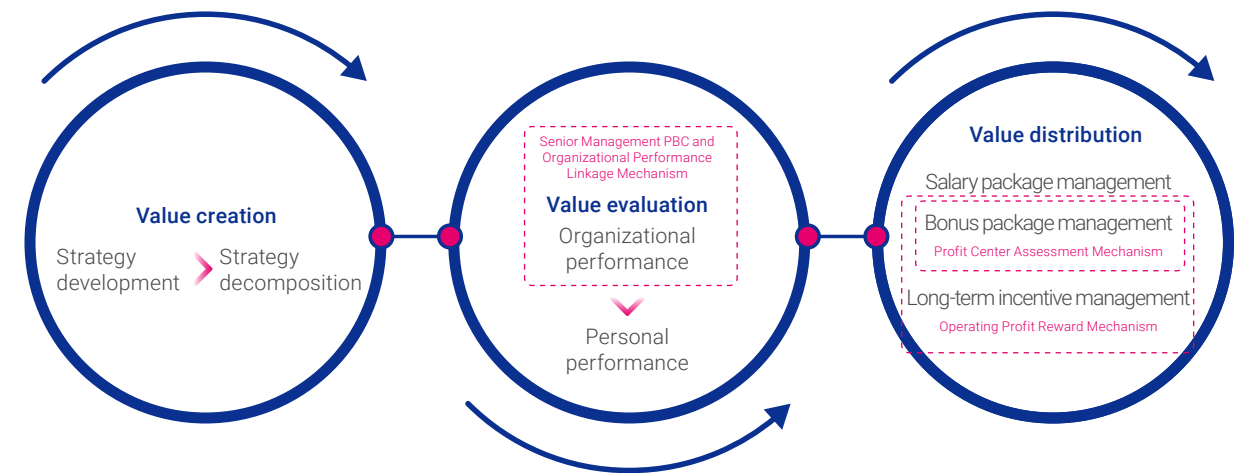 Value creation
Strategy
development
Strategy
decomposition
Senior Management PBC and
Organizational Performance
Linkage Mechanism
Value evaluation
Organizational
performance
Personal
performance
Value distribution
Salary package management
Bonus package management
Profit Center Assessment Mechanism
Long-term incentive management
Operating Profit Reward Mechanism